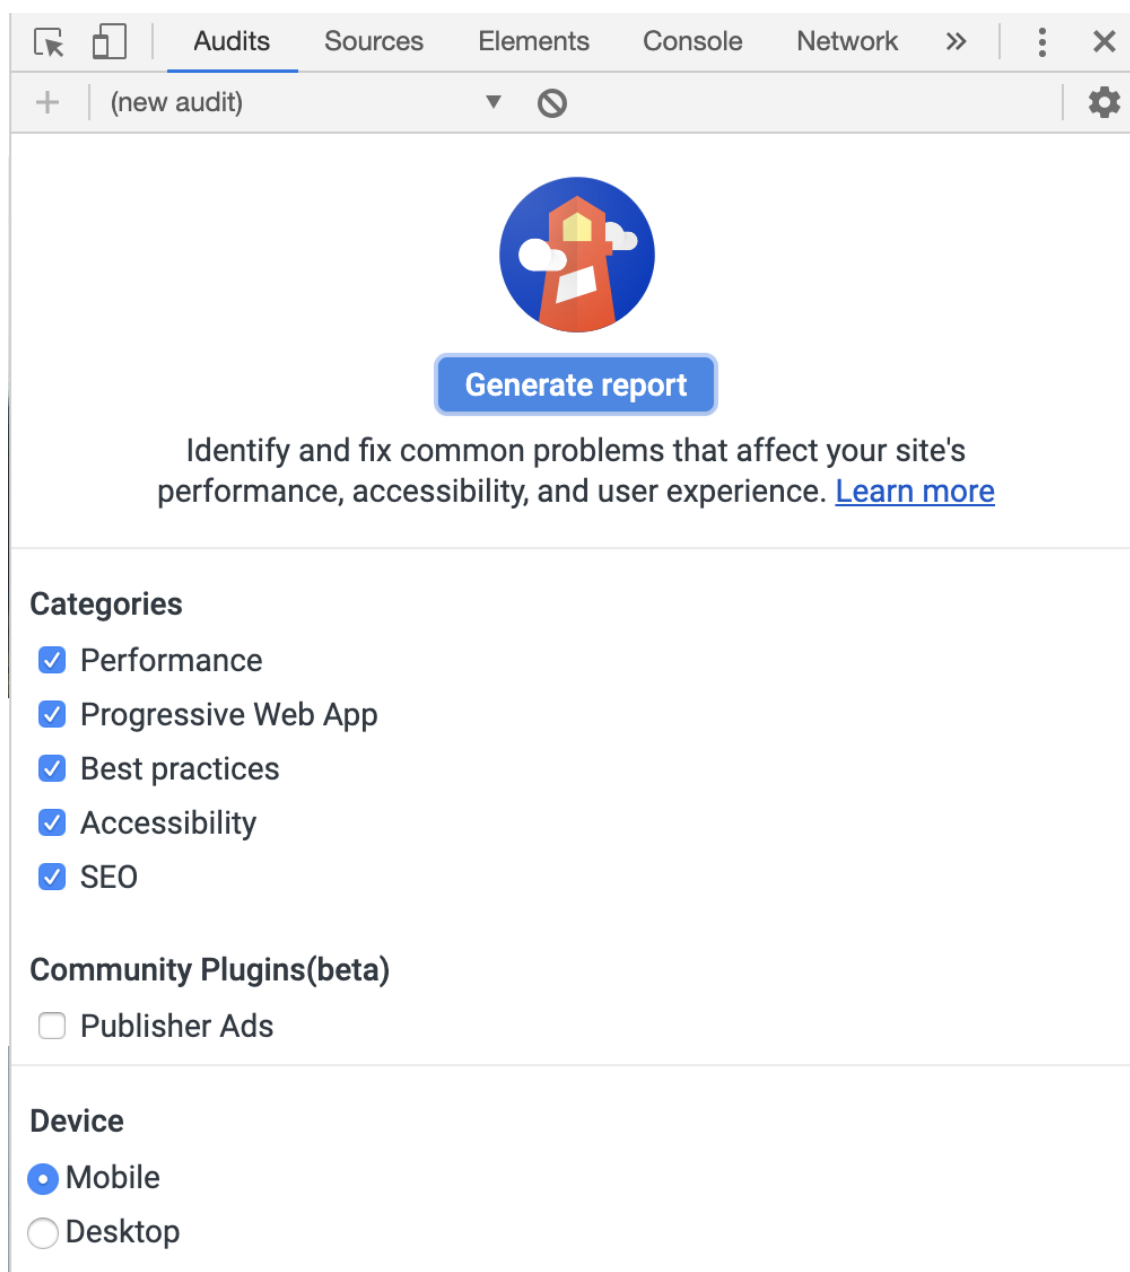 Audits Sources Elements Console Network »
(new audit)
Generate report
Identify and fix common problems that affect your site's
performance, accessibility, and user experience. Learn more
Categories
Performance
Progressive Web App
Best practices
Accessibility
SEO
Community Plugins(beta)
Publisher Ads
Device
Mobile
Desktop